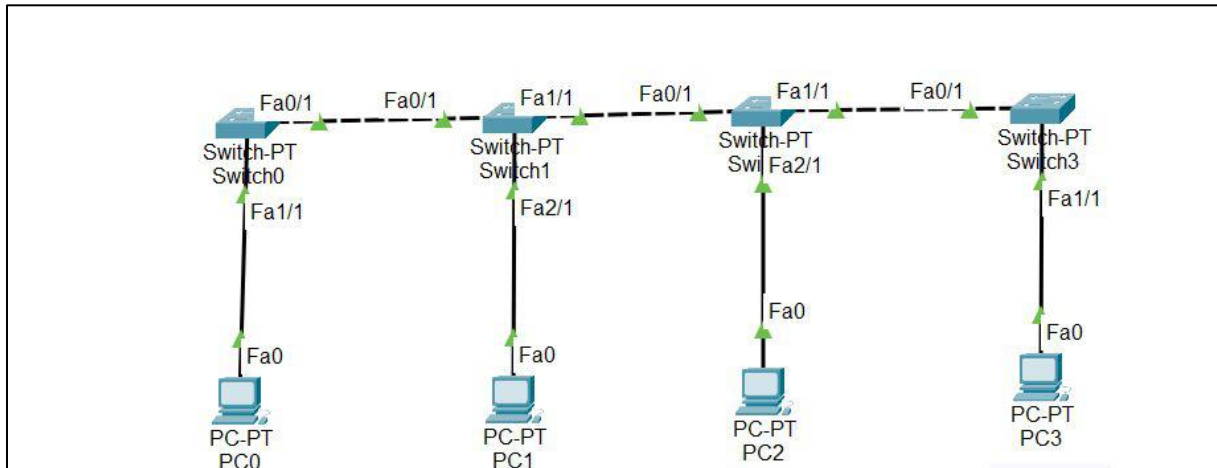 Fa0/1 Fa0/1 Fa1/1 Fa0/1 Fa1/1 Fa0/1
Switch-PT Switch-PT Switch-PT Switch-PT
Switch0 Switch1 Swi Switch3
Fa1/1 Fa2/1 Fa2/1 Fa1/1
Fa0 Fa0 Fa0 Fa0
PC-PT PC-PT PC-PT PC-PT
PC0 PC1 PC2 PC3